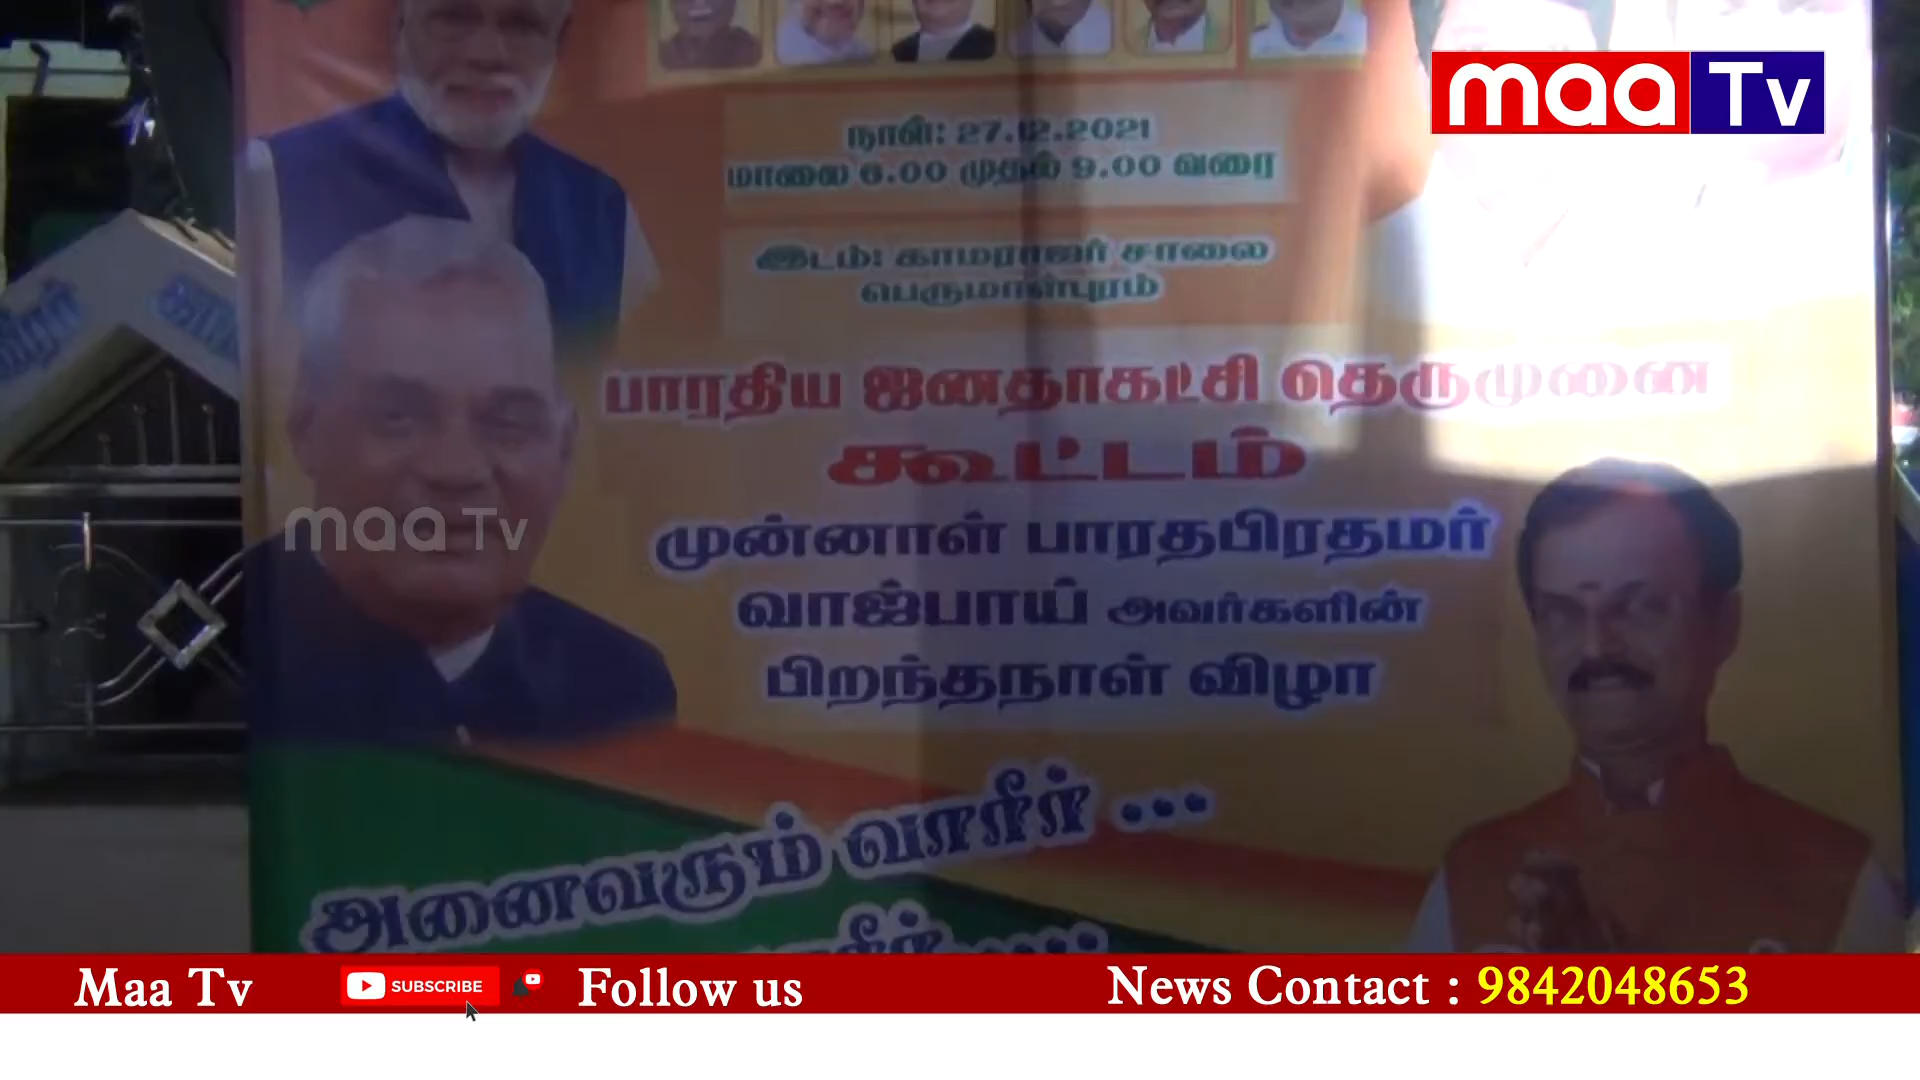 maa Tv
நாள்: 27.12.2021
மாலை 6.00 முதல் 9.00 வரை
இடம்: காமராஜர் சாலை
பெருமாள்புரம்
பாரதிய ஜனதாகட்சி தெருமுனை
கூட்டம்
முன்னாள் பாரதபிரதமர்
வாஜ்பாய் அவர்களின்
பிறந்தநாள் விழா
maa Tv
அனைவரும் வாரீர் ...
Maa Tv SUBSCRIBE Follow us News Contact : 9842048653